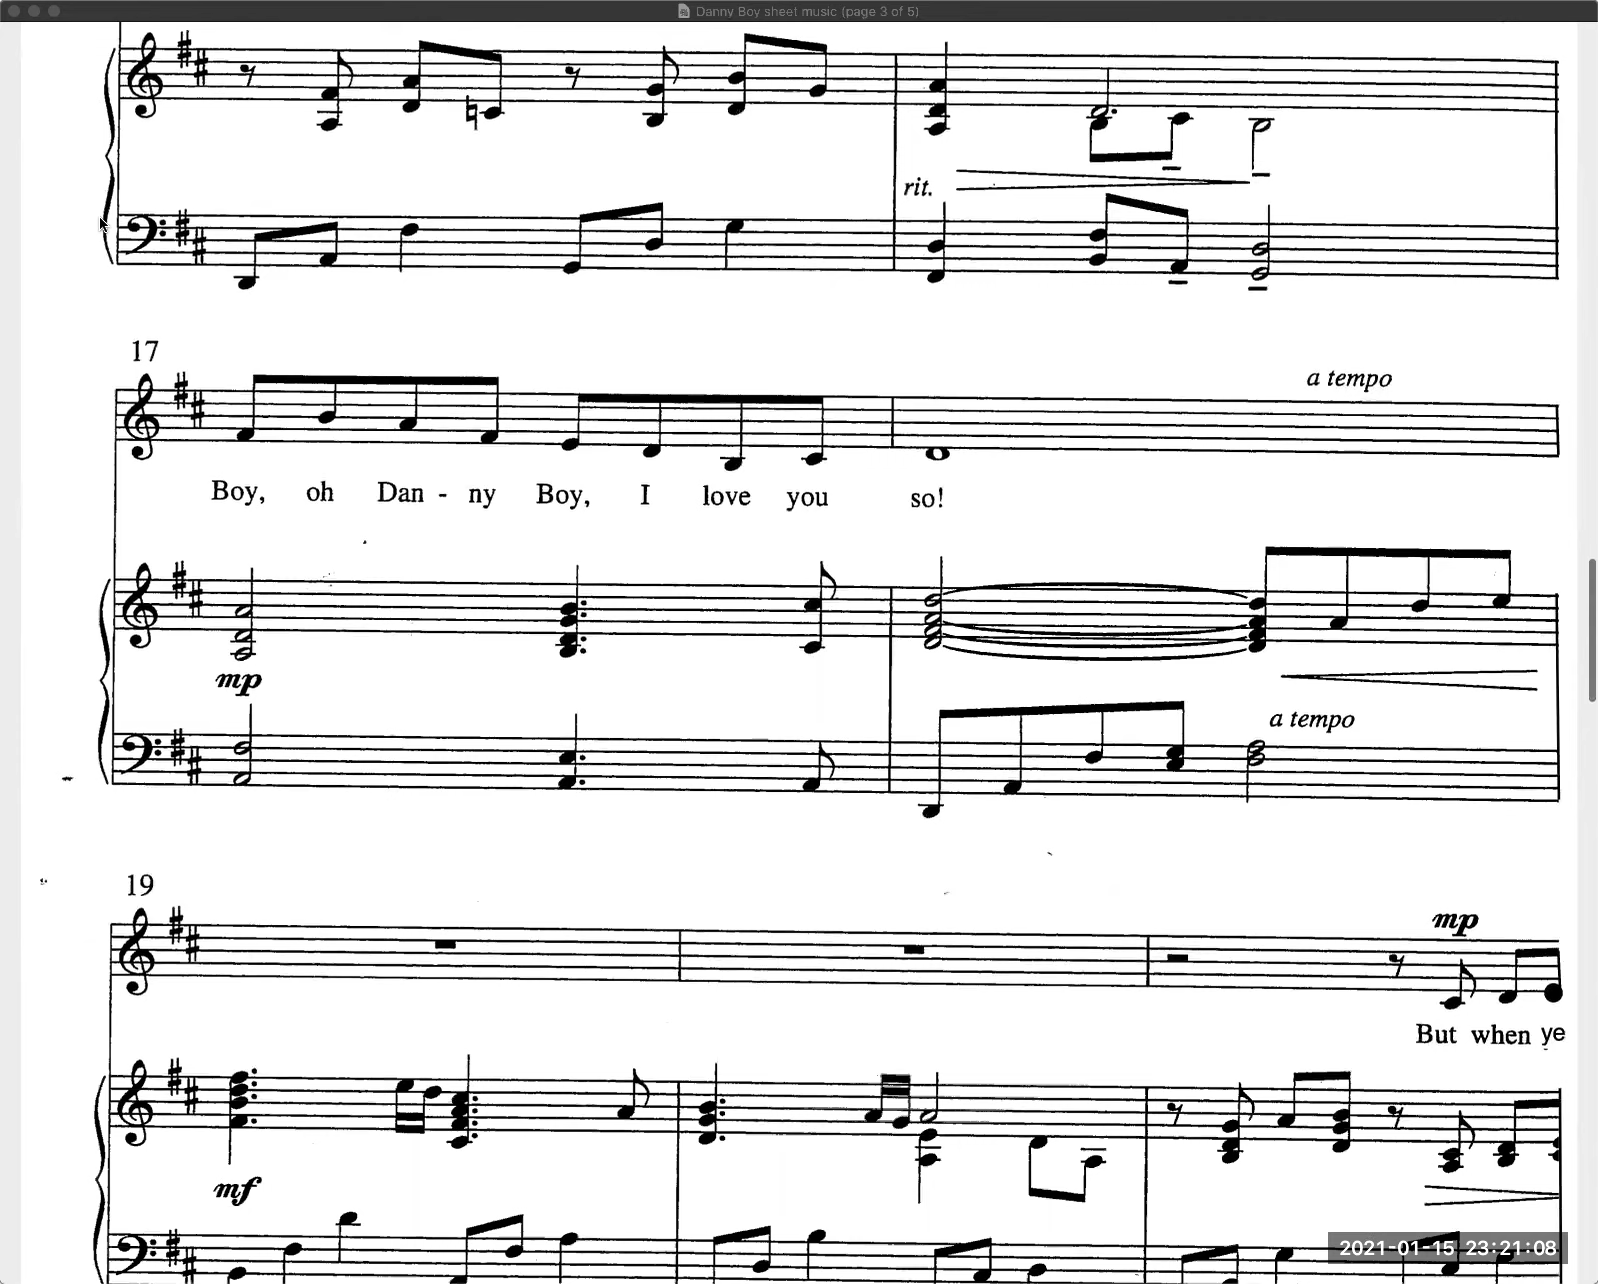 Danny Boy sheet music (page 3 of 5)
rit.
17
a tempo
Boy, oh Dan - ny Boy, I love you so!
mp
a tempo
19
mp
But when ye
mf
2021-01-15 23:21:08